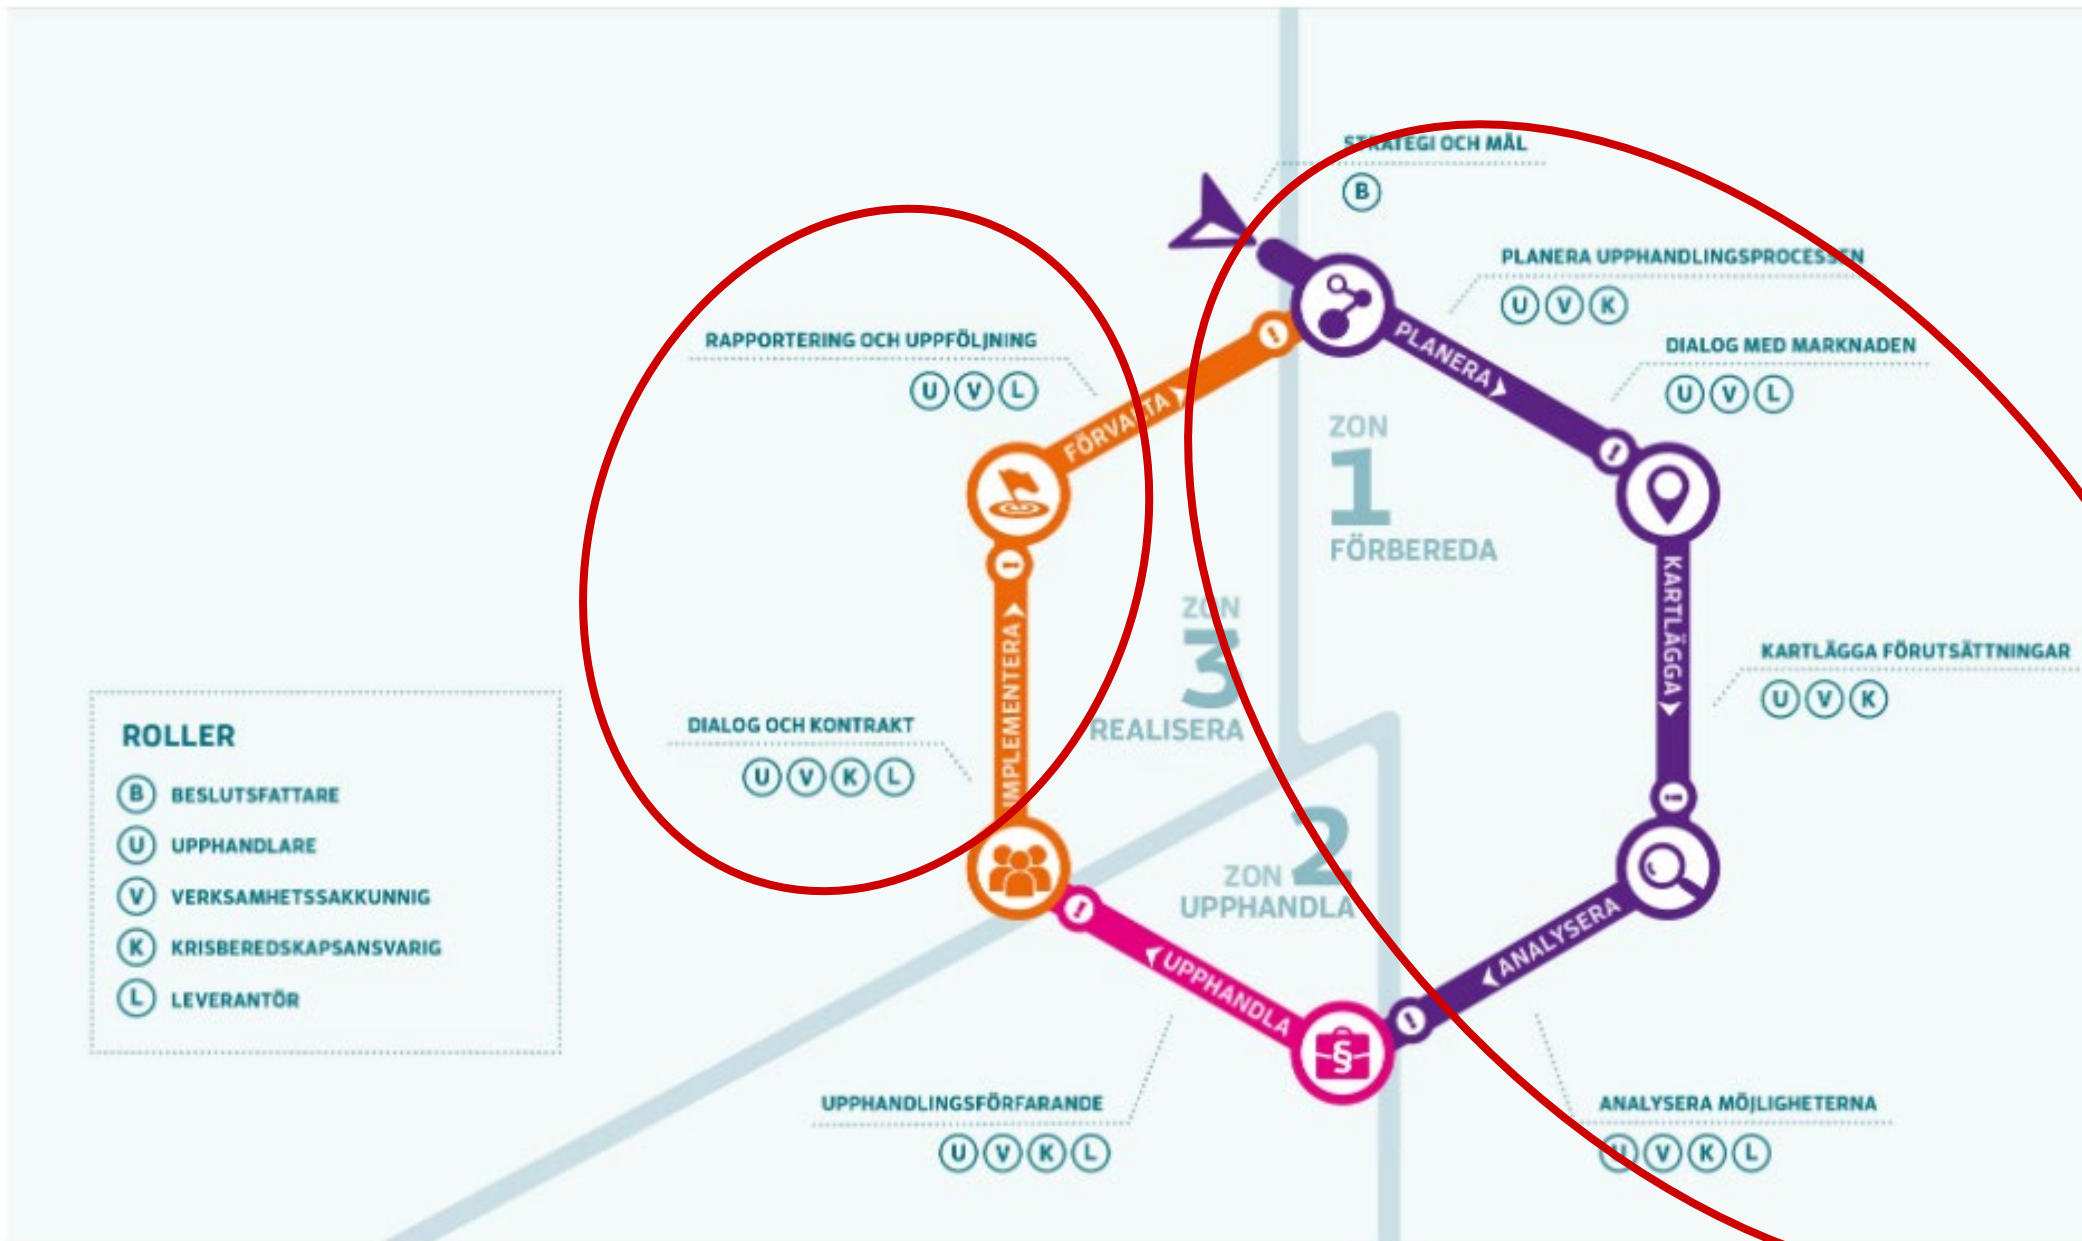 STRATEGI OCH MÅL
B
PLANERA UPPHANDLINGSPROCESSEN
U V K
DIALOG MED MARKNADEN
U V L
RAPPORTERING OCH UPPFÖLJNING
U V L
PLANERA
FÖRVALTA
ZON
1
FÖRBEREDA
KARTLÄGGA
KARTLÄGGA FÖRUTSÄTTNINGAR
U V K
ZON
3
REALISERA
IMPLEMENTERA
DIALOG OCH KONTRAKT
U V K L
ROLLER
B BESLUTSFATTARE
U UPPHANDLARE
V VERKSAMHETSSAKKUNNIG
K KRISBEREDSKAPSANSVARIG
L LEVERANTÖR
ZON 2
UPPHANDLA
ANALYSERA
UPPHANDLA
§
UPPHANDLINGSFÖRFARANDE
U V K L
ANALYSERA MÖJLIGHETERNA
U V K L